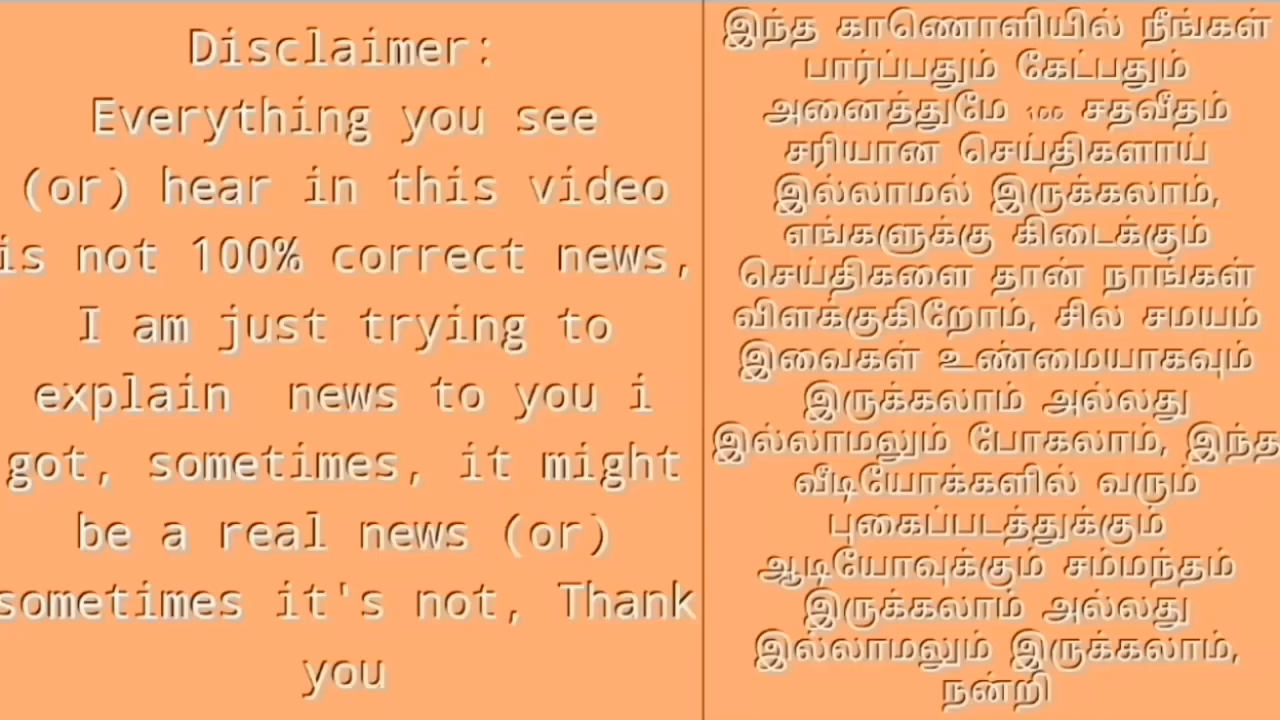 Disclaimer:
Everything you see
(or) hear in this video
is not 100% correct news,
I am just trying to
explain  news to you i
got, sometimes, it might
be a real news (or)
sometimes it's not, Thank
you
இந்த காணொளியில் நீங்கள்
பார்ப்பதும் கேட்பதும்
அனைத்துமே 100 சதவீதம்
சரியான செய்திகளாய்
இல்லாமல் இருக்கலாம்,
எங்களுக்கு கிடைக்கும்
செய்திகளை தான் நாங்கள்
விளக்குகிறோம், சில சமயம்
இவைகள் உண்மையாகவும்
இருக்கலாம் அல்லது
இல்லாமலும் போகலாம், இந்த
வீடியோக்களில் வரும்
புகைப்படத்துக்கும்
ஆடியோவுக்கும் சம்மந்தம்
இருக்கலாம் அல்லது
இல்லாமலும் இருக்கலாம்,
நன்றி